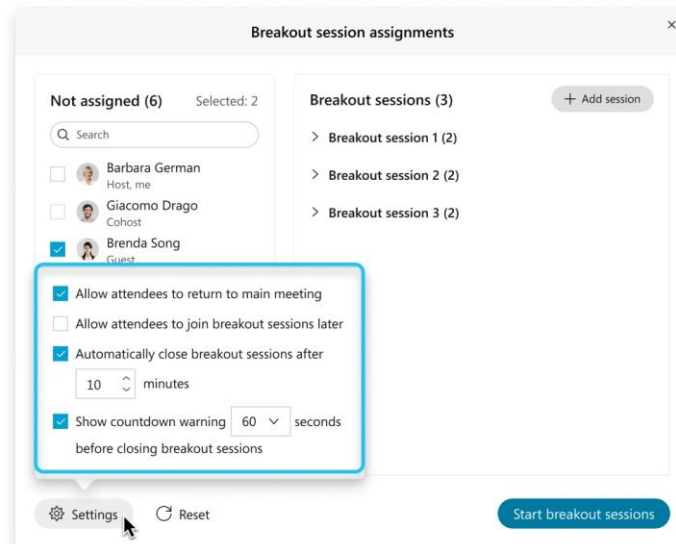 Breakout session assignments
Not assigned (6)
Selected: 2
Search
Barbara German
Host, me
Giacomo Drago
Cohost
Brenda Song
Guest
Allow attendees to return to main meeting
Allow attendees to join breakout sessions later
Automatically close breakout sessions after
10 minutes
Show countdown warning 60 seconds
before closing breakout sessions
Breakout sessions (3)
+ Add session
Breakout session 1 (2)
Breakout session 2 (2)
Breakout session 3 (2)
Settings
Reset
Start breakout sessions